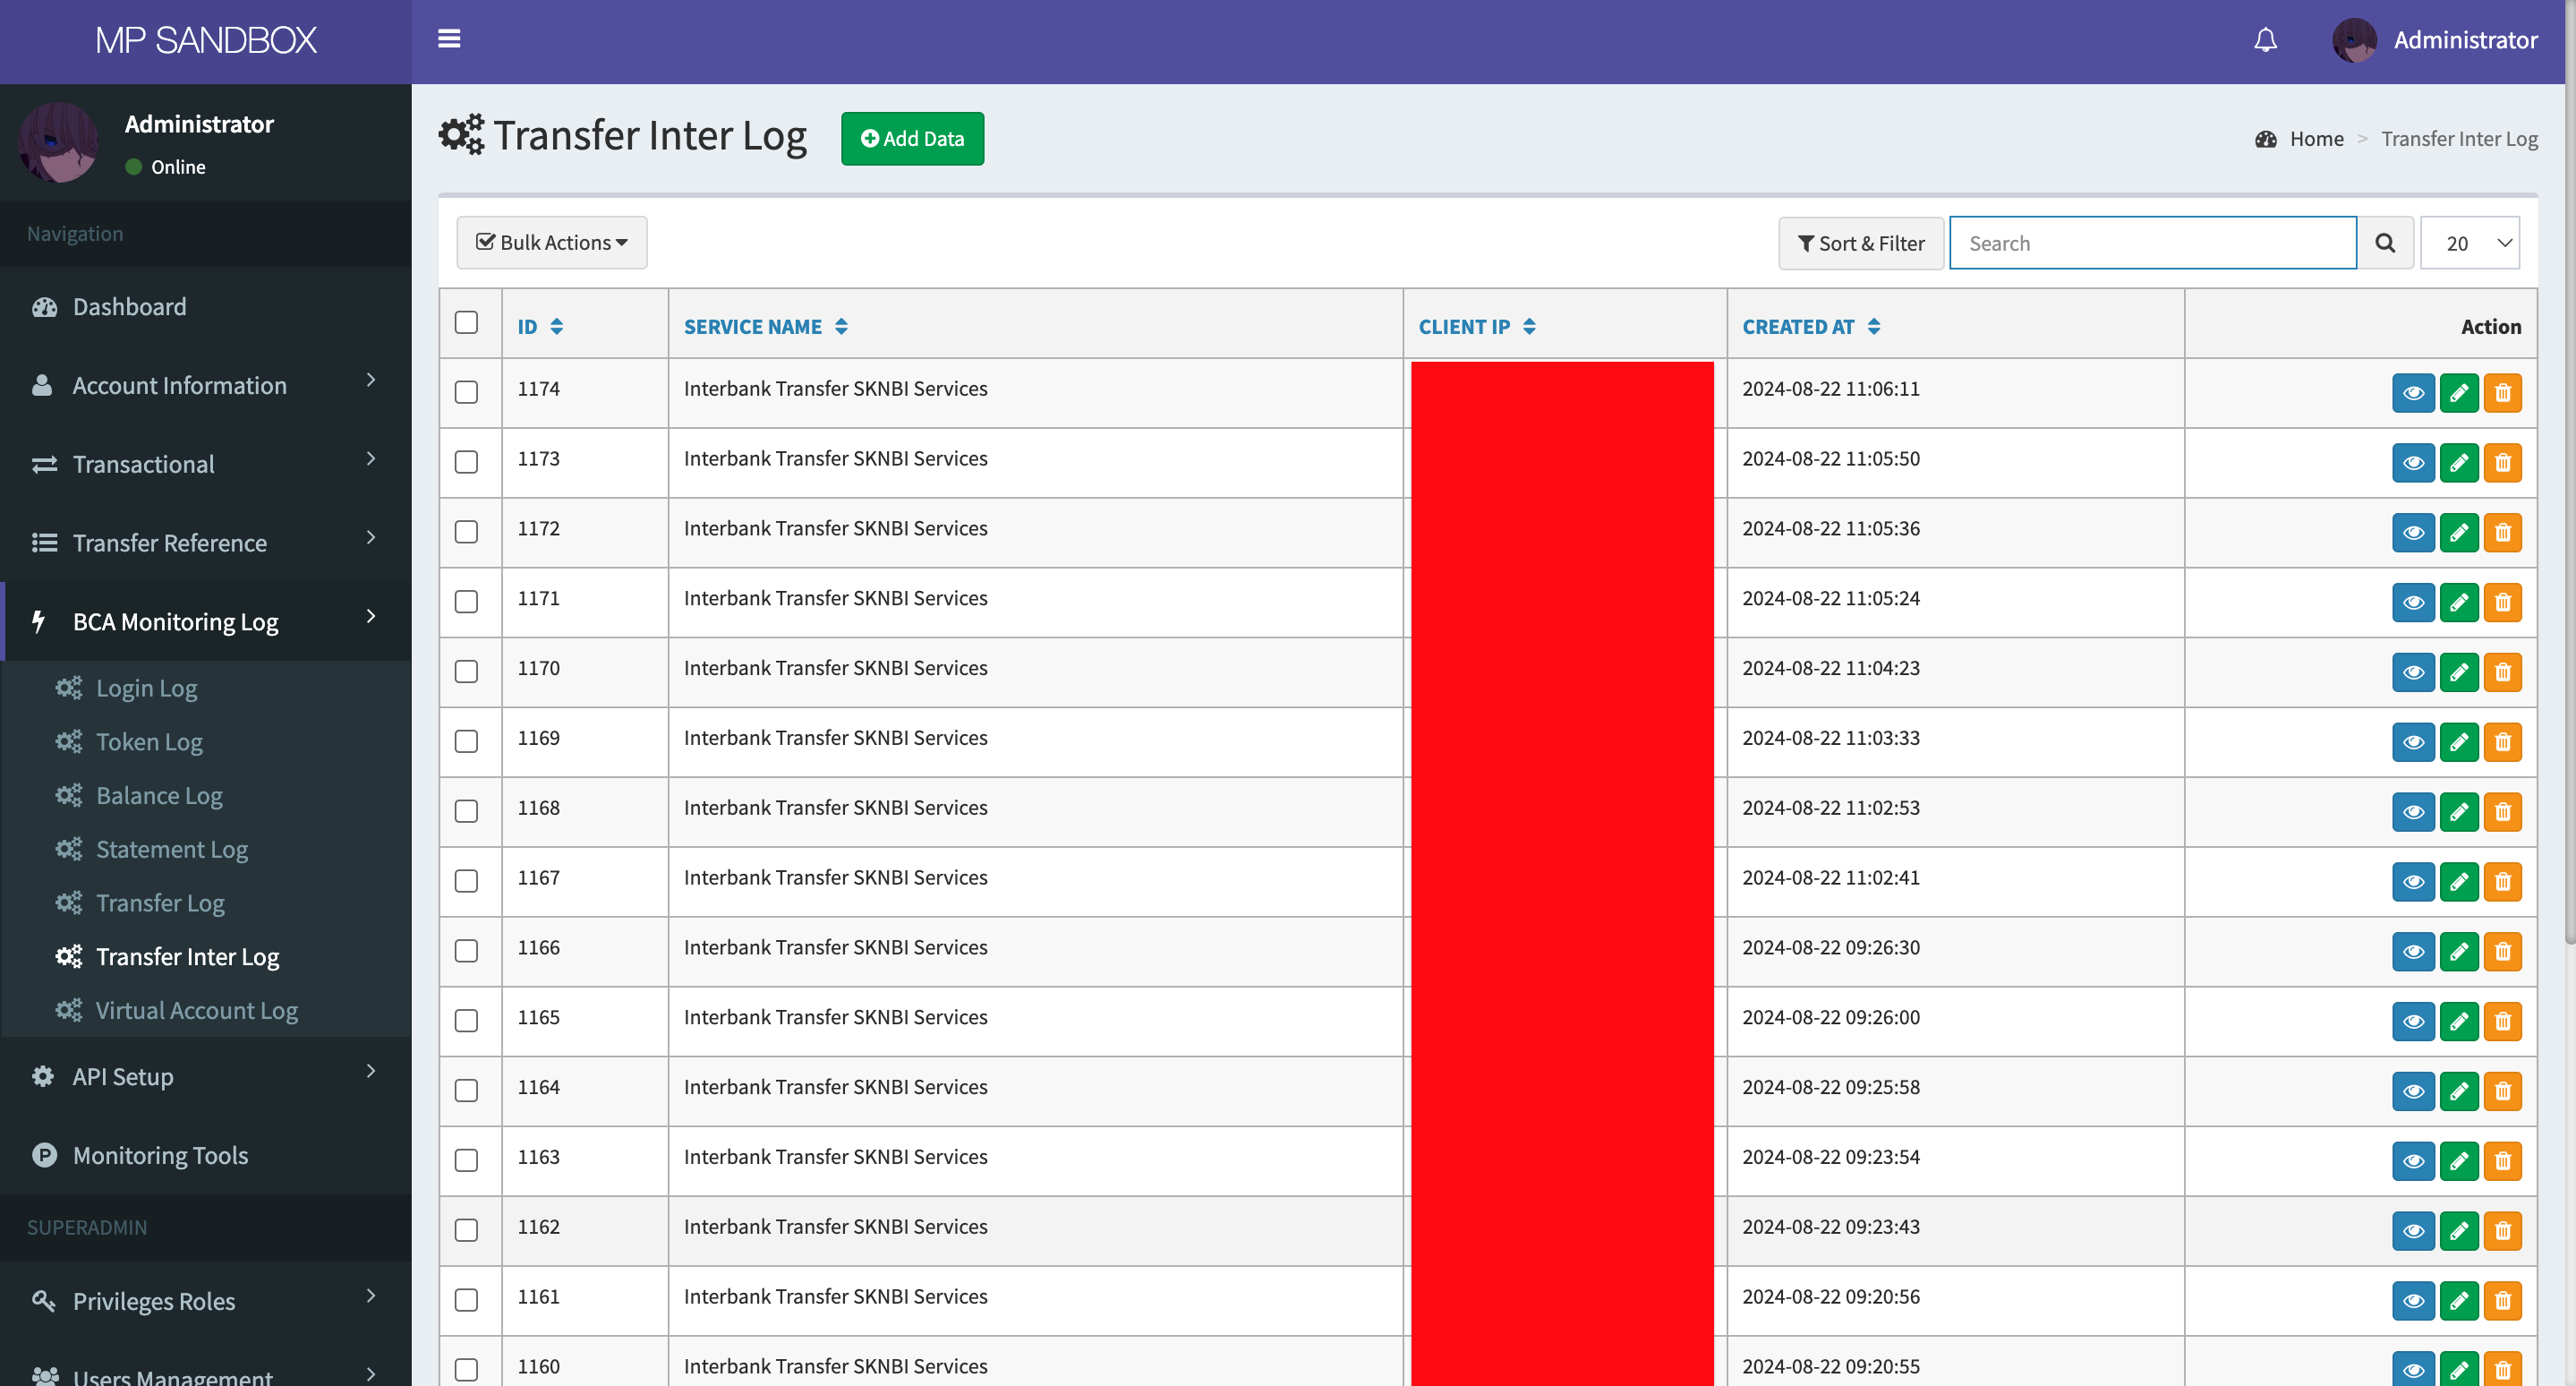 MP SANDBOX
Administrator
Administrator
Online
Navigation
Dashboard
Account Information
Transactional
Transfer Reference
BCA Monitoring Log
Login Log
Token Log
Balance Log
Statement Log
Transfer Log
Transfer Inter Log
Virtual Account Log
API Setup
Monitoring Tools
SUPERADMIN
Privileges Roles
Users Management
Transfer Inter Log
Add Data
Home > Transfer Inter Log
Bulk Actions
Sort & Filter
Search
20
ID SERVICE NAME CLIENT IP CREATED AT Action
1174 Interbank Transfer SKNBI Services 2024-08-22 11:06:11
1173 Interbank Transfer SKNBI Services 2024-08-22 11:05:50
1172 Interbank Transfer SKNBI Services 2024-08-22 11:05:36
1171 Interbank Transfer SKNBI Services 2024-08-22 11:05:24
1170 Interbank Transfer SKNBI Services 2024-08-22 11:04:23
1169 Interbank Transfer SKNBI Services 2024-08-22 11:03:33
1168 Interbank Transfer SKNBI Services 2024-08-22 11:02:53
1167 Interbank Transfer SKNBI Services 2024-08-22 11:02:41
1166 Interbank Transfer SKNBI Services 2024-08-22 09:26:30
1165 Interbank Transfer SKNBI Services 2024-08-22 09:26:00
1164 Interbank Transfer SKNBI Services 2024-08-22 09:25:58
1163 Interbank Transfer SKNBI Services 2024-08-22 09:23:54
1162 Interbank Transfer SKNBI Services 2024-08-22 09:23:43
1161 Interbank Transfer SKNBI Services 2024-08-22 09:20:56
1160 Interbank Transfer SKNBI Services 2024-08-22 09:20:55